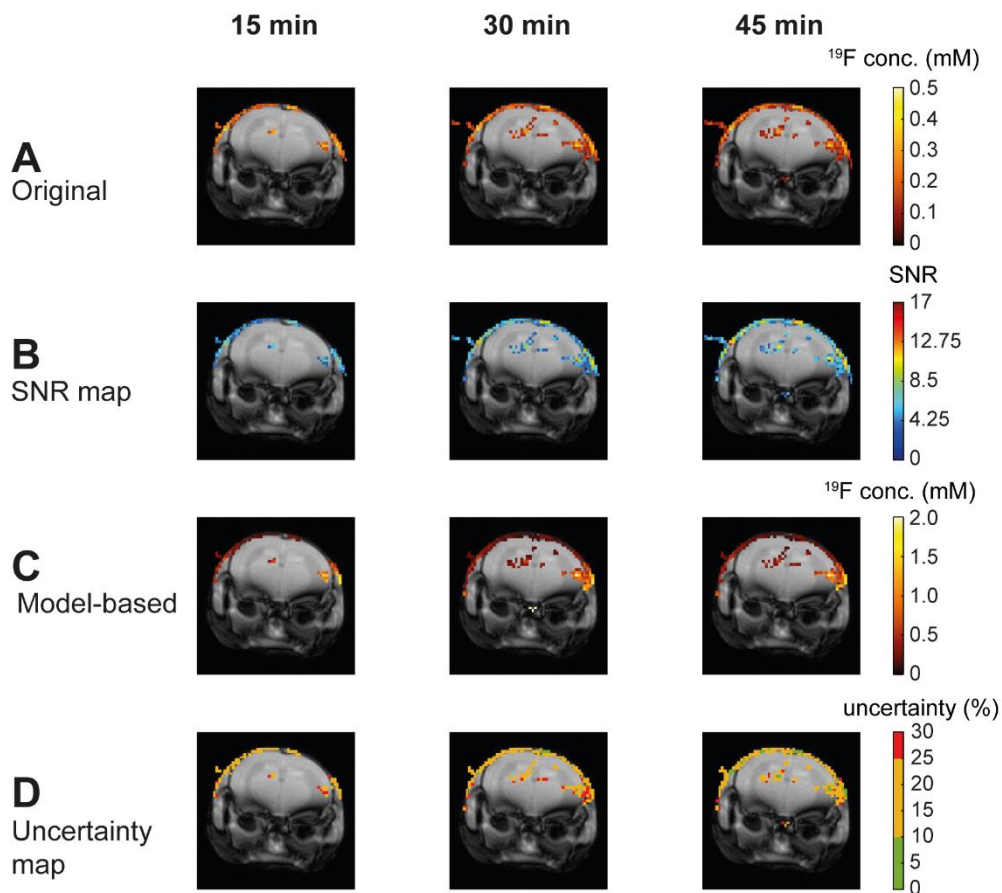 15 min 30 min 45 min
¹⁹F conc. (mM)
0.5
0.4
0.3
0.2
0.1
0
A
Original
SNR
17
12.75
8.5
4.25
0
B
SNR map
¹⁹F conc. (mM)
2.0
1.5
1.0
0.5
0
C
Model-based
uncertainty (%)
30
25
20
15
10
5
0
D
Uncertainty
map